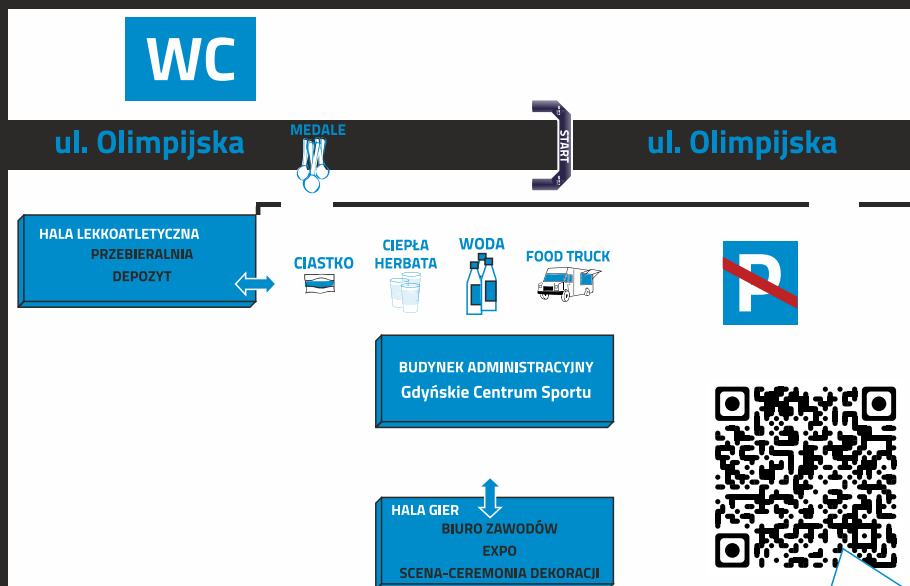 WC
ul. Olimpijska
MEDALE
START
ul. Olimpijska
HALA LEKKOATLETYCZNA
PRZEBIERALNIA
DEPOZYT
CIASTKO
CIEPŁA
HERBATA
WODA
FOOD TRUCK
P
BUDYNEK ADMINISTRACYJNY
Gdyńskie Centrum Sportu
HALA GIER
BIURO ZAWODÓW
EXPO
SCENA-CEREMONIA DEKORACJI